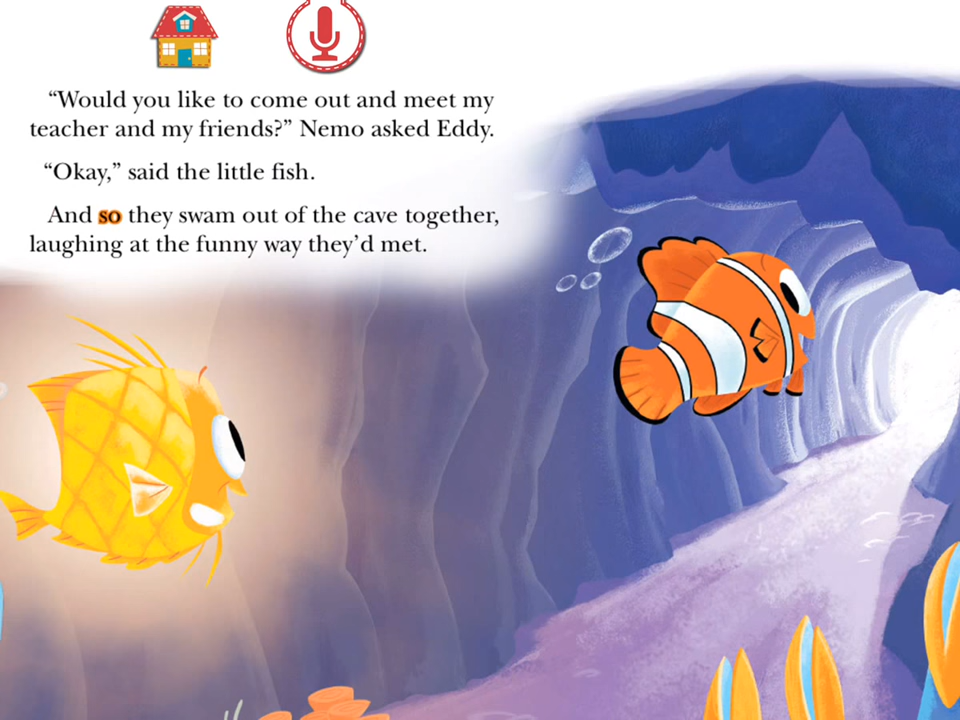 “Would you like to come out and meet my
teacher and my friends?” Nemo asked Eddy.
“Okay,” said the little fish.
And so they swam out of the cave together,
laughing at the funny way they’d met.